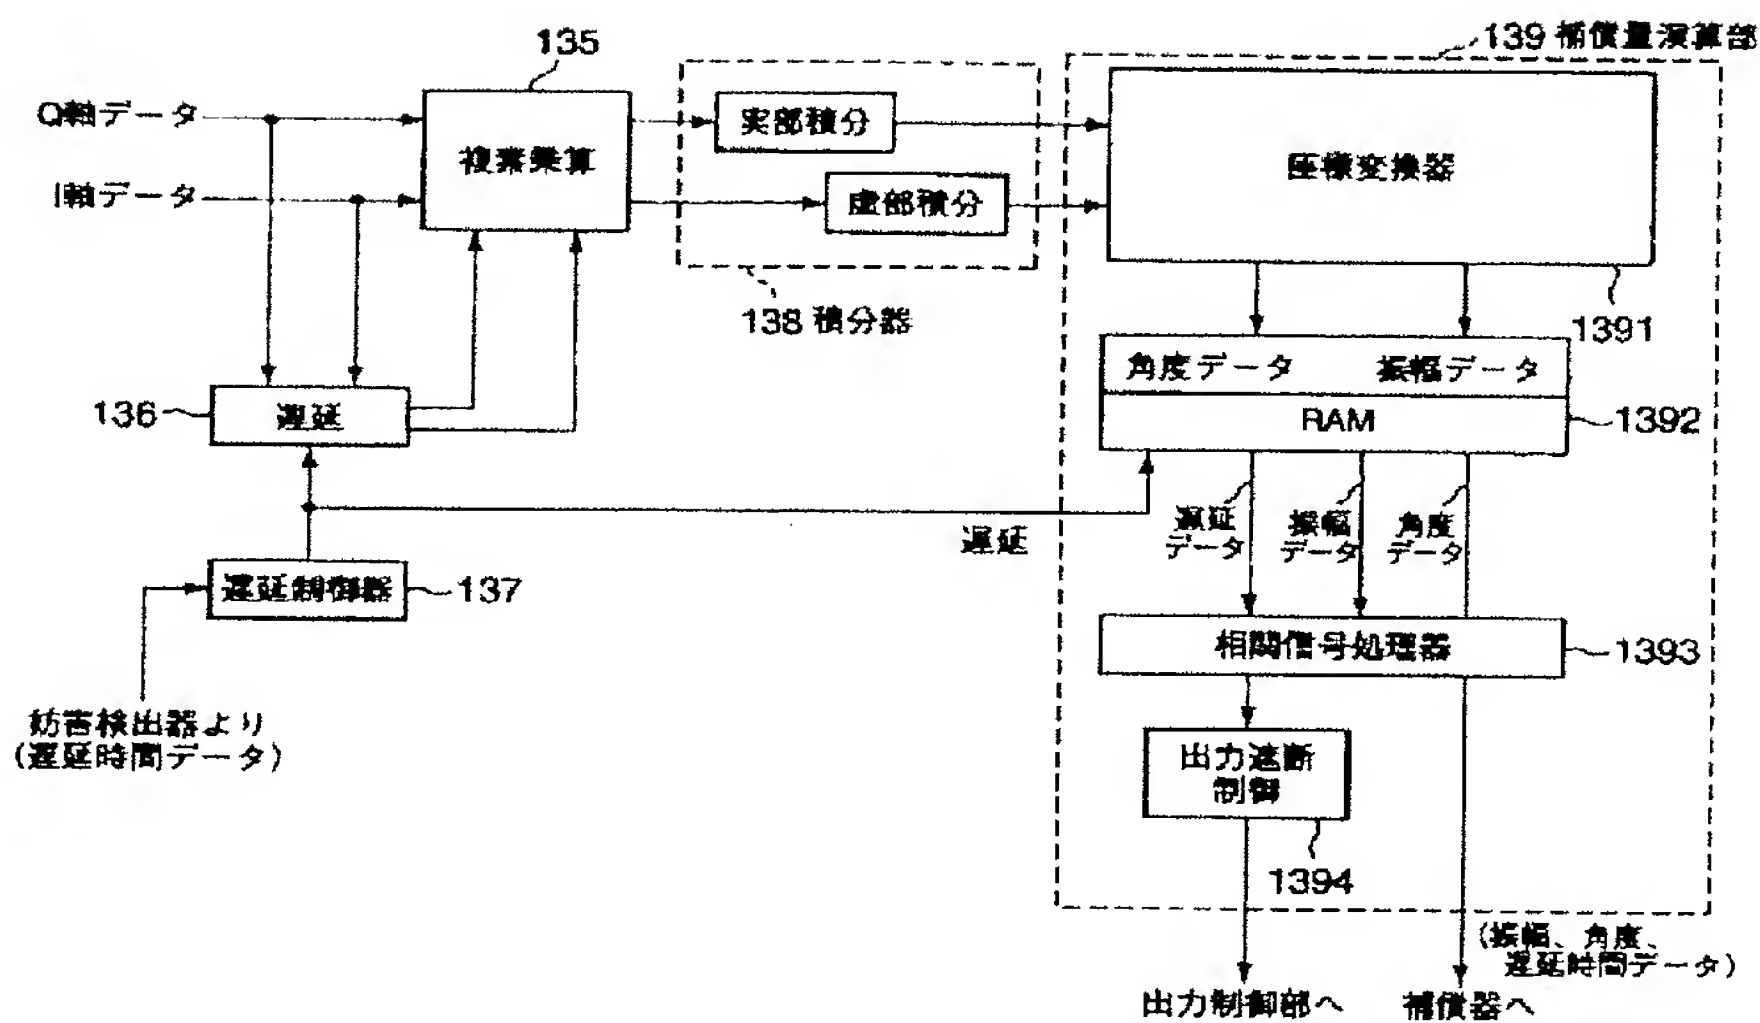 135
139 補償量演算部
Q軸データ
I軸データ
複素乗算
実部積分
虚部積分
座標変換器
138 積分器
1391
角度データ
振幅データ
RAM
1392
136
遅延
遅延
データ
振幅
データ
角度
データ
遅延
遅延制御器
137
相関信号処理器
1393
妨害検出器より
(遅延時間データ)
出力遮断
制御
1394
(振幅、角度、
遅延時間データ)
出力制御部へ
補償器へ